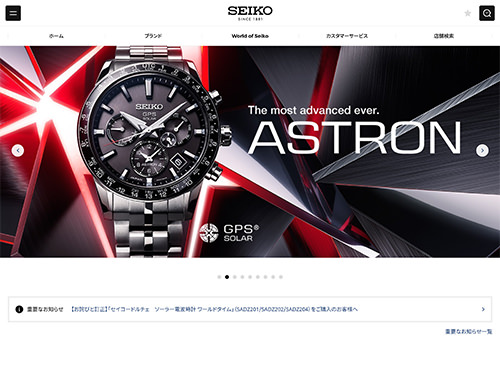 SEIKO
SINCE 1881
ホーム
ブランド
World of Seiko
カスタマーサービス
店舗検索
SEIKO
GPS
SOLAR
The most advanced ever.
ASTRON
GPS®
SOLAR
重要なお知らせ 【お詫びと訂正】「セイコードルチェ ソーラー電波時計 ワールドタイム」（SADZ201/SADZ202/SADZ204）をご購入のお客様へ
重要なお知らせ一覧